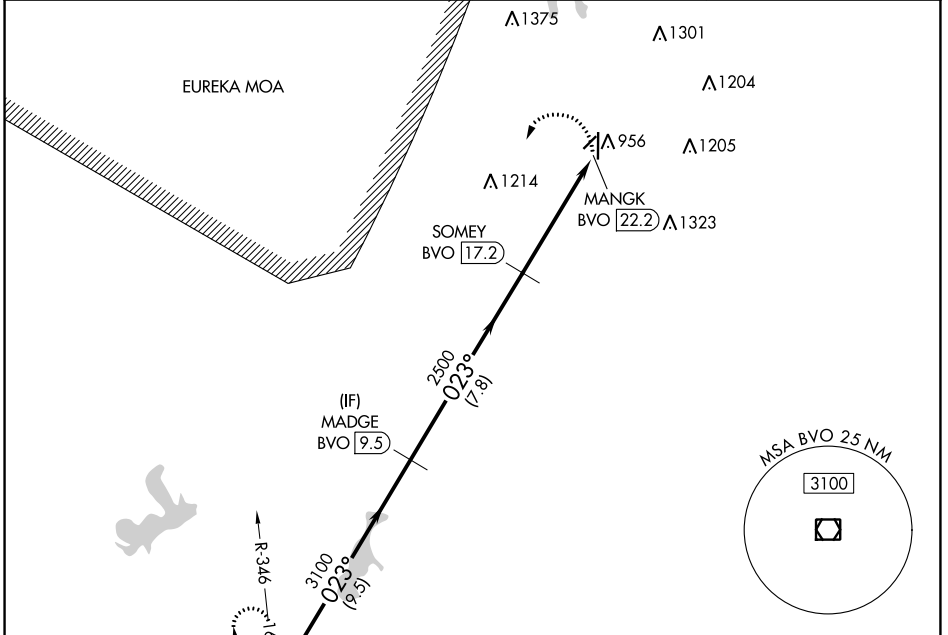 1375
1301
EUREKA MOA
1204
956
1205
1214
MANGK
BVO 22.2
1323
SOMEY
BVO 17.2
2500
023°
(7.8)
(IF)
MADGE
BVO 9.5
MSA BVO 25 NM
3100
R-346
3100
023°
(9.5)